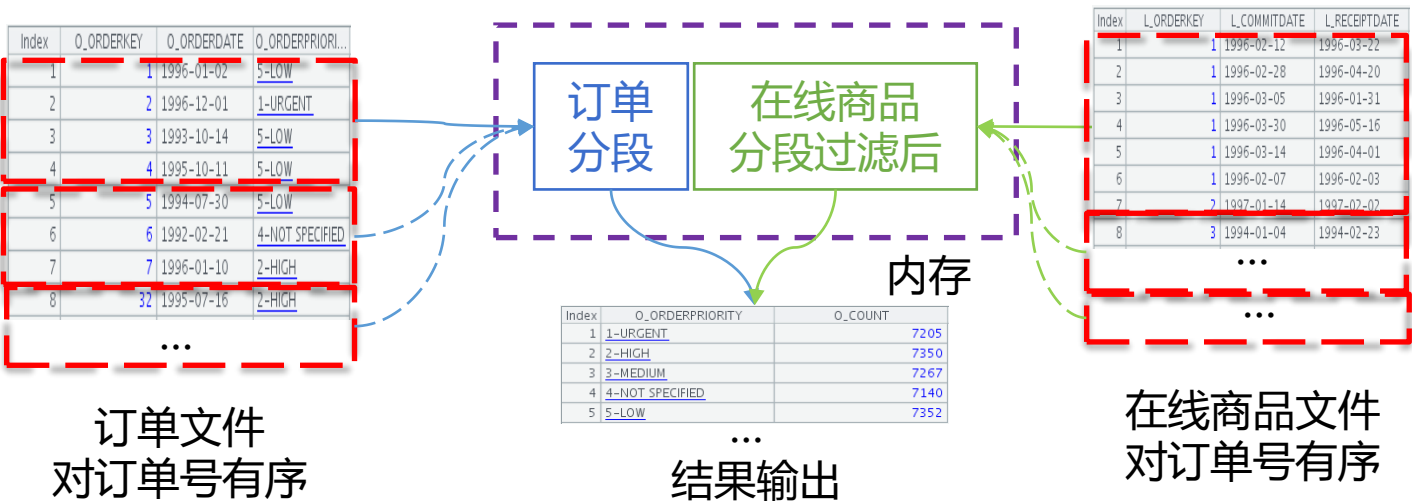 Index O_ORDERKEY O_ORDERDATE O_ORDERPRIORI...
1 1 1996-01-02 5-LOW
2 2 1996-12-01 1-URGENT
3 3 1993-10-14 5-LOW
4 4 1995-10-11 5-LOW
5 5 1994-07-30 5-LOW
6 6 1992-02-21 4-NOT SPECIFIED
7 7 1996-01-10 2-HIGH
8 32 1995-07-16 2-HIGH
...
订单文件
对订单号有序
订单
分段
在线商品
分段过滤后
内存
Index O_ORDERPRIORITY O_COUNT
1 1-URGENT 7205
2 2-HIGH 7350
3 3-MEDIUM 7267
4 4-NOT SPECIFIED 7140
5 5-LOW 7352
...
结果输出
Index L_ORDERKEY L_COMMITDATE L_RECEIPTDATE
1 1 1996-02-12 1996-03-22
2 1 1996-02-28 1996-04-20
3 1 1996-03-05 1996-01-31
4 1 1996-03-30 1996-05-16
5 1 1996-03-14 1996-04-01
6 1 1996-02-07 1996-02-03
7 2 1997-01-14 1997-02-02
8 3 1994-01-04 1994-02-23
...
...
在线商品文件
对订单号有序